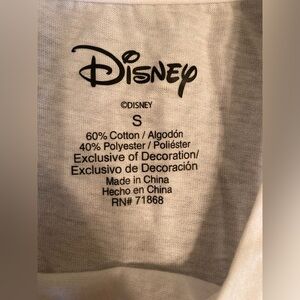 Disney
©DISNEY
S
60% Cotton / Algodón
40% Polyester / Poliéster
Exclusive of Decoration/
Exclusivo de Decoración
Made in China
Hecho en China
RN# 71868